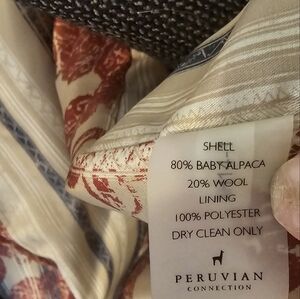 SHELL
80% BABY ALPACA
20% WOOL
LINING
100% POLYESTER
DRY CLEAN ONLY
PERUVIAN
CONNECTION